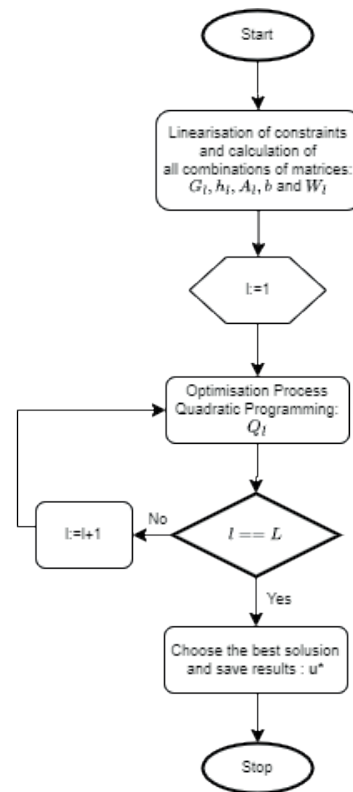 Start
Linearisation of constraints
and calculation of
all combinations of matrices:
G_l, h_l, A_l, b and W_l
l:=1
Optimisation Process
Quadratic Programming:
Q_l
l == L
No
l:=l+1
Yes
Choose the best solusion
and save results : u*
Stop